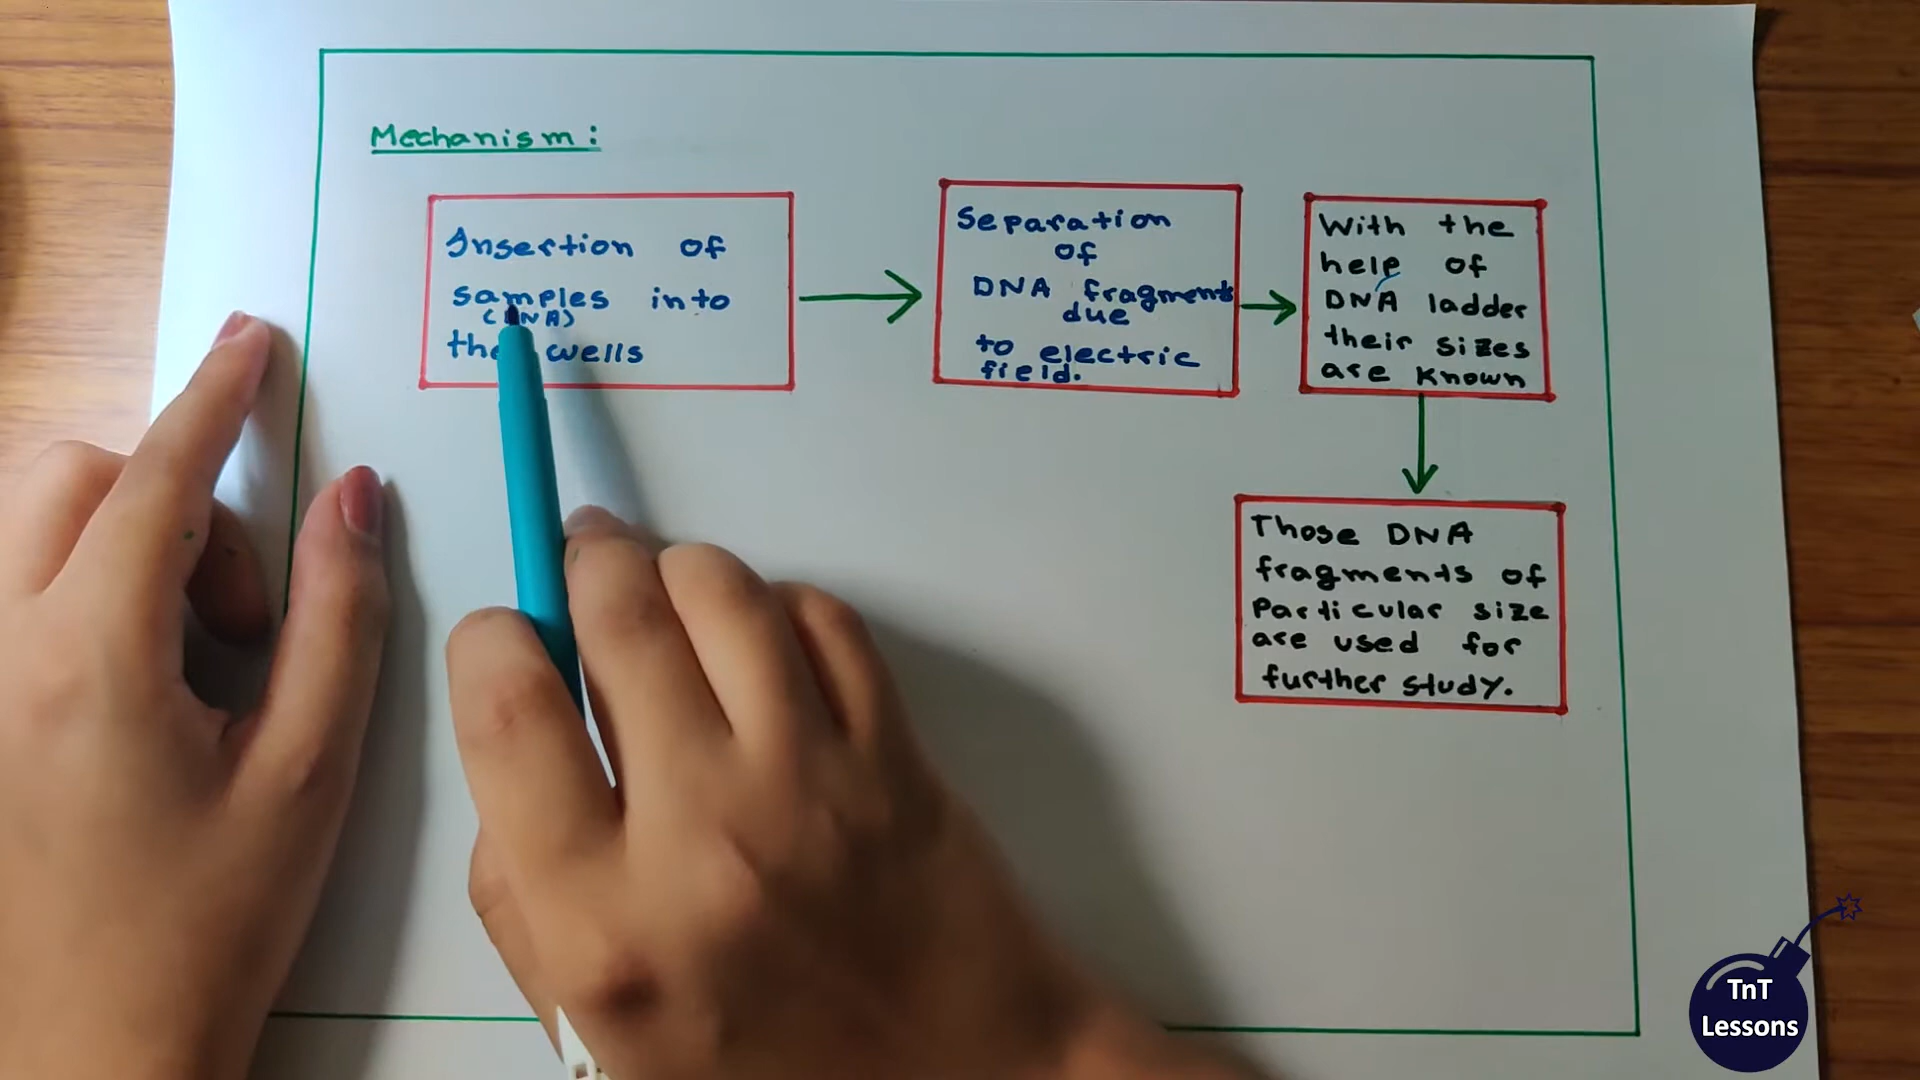 Mechanism:
Insertion of
samples into
(DNA)
the wells
Separation
of
DNA fragments
due
to electric
field.
With the
help of
DNA ladder
their sizes
are known
Those DNA
fragments of
Particular size
are used for
further study.
TnT
Lessons